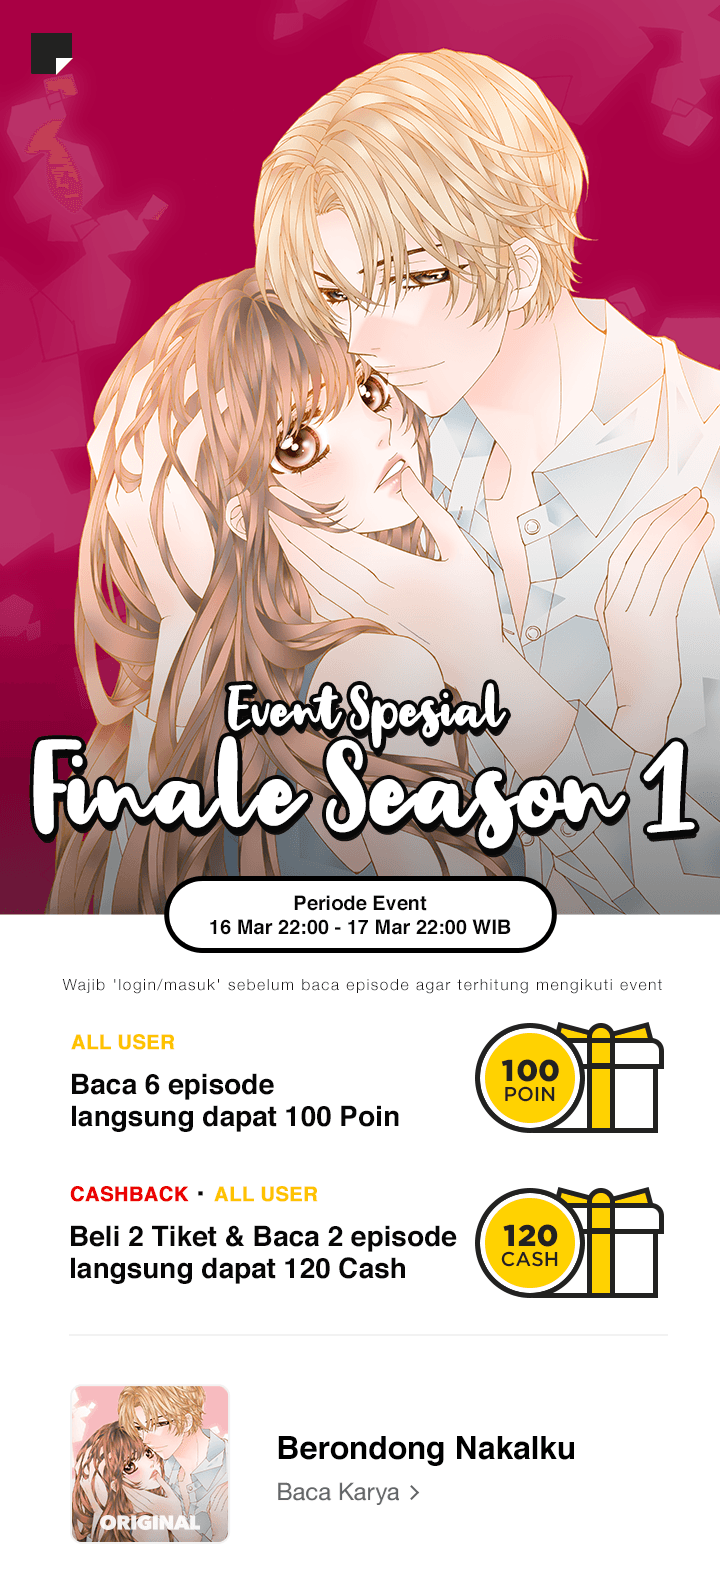 Event Spesial
Finale Season 1
Periode Event
16 Mar 22:00 - 17 Mar 22:00 WIB
Wajib 'login/masuk' sebelum baca episode agar terhitung mengikuti event
ALL USER
Baca 6 episode
langsung dapat 100 Poin
100
POIN
CASHBACK · ALL USER
Beli 2 Tiket & Baca 2 episode
langsung dapat 120 Cash
120
CASH
ORIGINAL
Berondong Nakalku
Baca Karya >